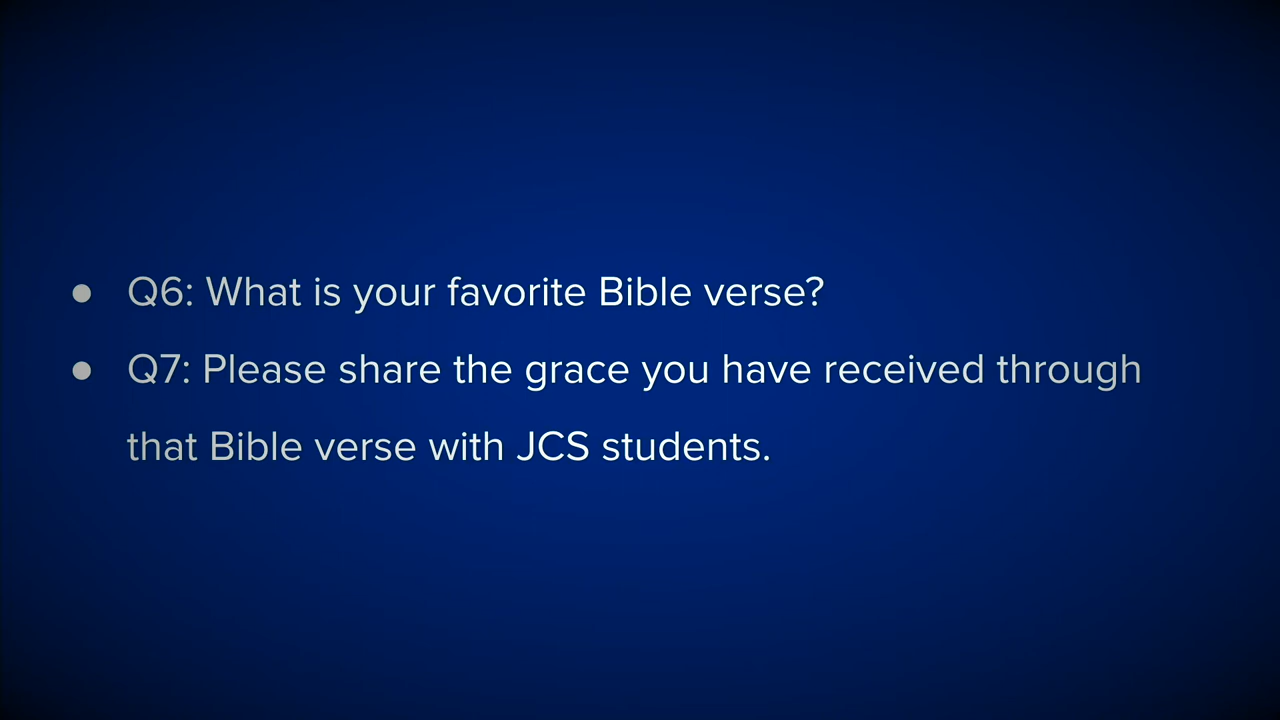 ● Q6: What is your favorite Bible verse?
● Q7: Please share the grace you have received through
that Bible verse with JCS students.